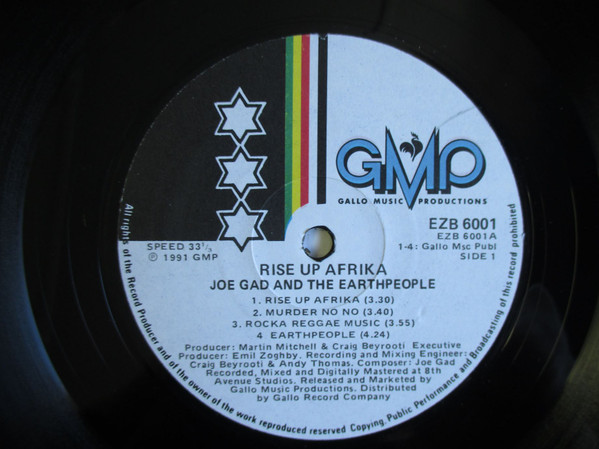 GMP
GALLO MUSIC PRODUCTIONS
EZB 6001
EZB 6001A
1-4: Gallo Msc Publ
SIDE 1
SPEED 33⅓
℗ 1991 GMP
RISE UP AFRIKA
JOE GAD AND THE EARTHPEOPLE
1. RISE UP AFRIKA (3.30)
2. MURDER NO NO (3.40)
3. ROCKA REGGAE MUSIC (3.55)
4 EARTHPEOPLE (4.24)
Producer: Martin Mitchell & Craig Beyrooti Executive
Producer: Emil Zoghby. Recording and Mixing Engineer:
Craig Beyrooti & Andy Thomas. Composer: Joe Gad
Recorded, Mixed and Digitally Mastered at 8th
Avenue Studios. Released and Marketed by
Gallo Music Productions. Distributed
by Gallo Record Company
All rights of the Record Producer and of the owner of the work reproduced reserved Copying, Public Performance and Broadcasting of this record prohibited